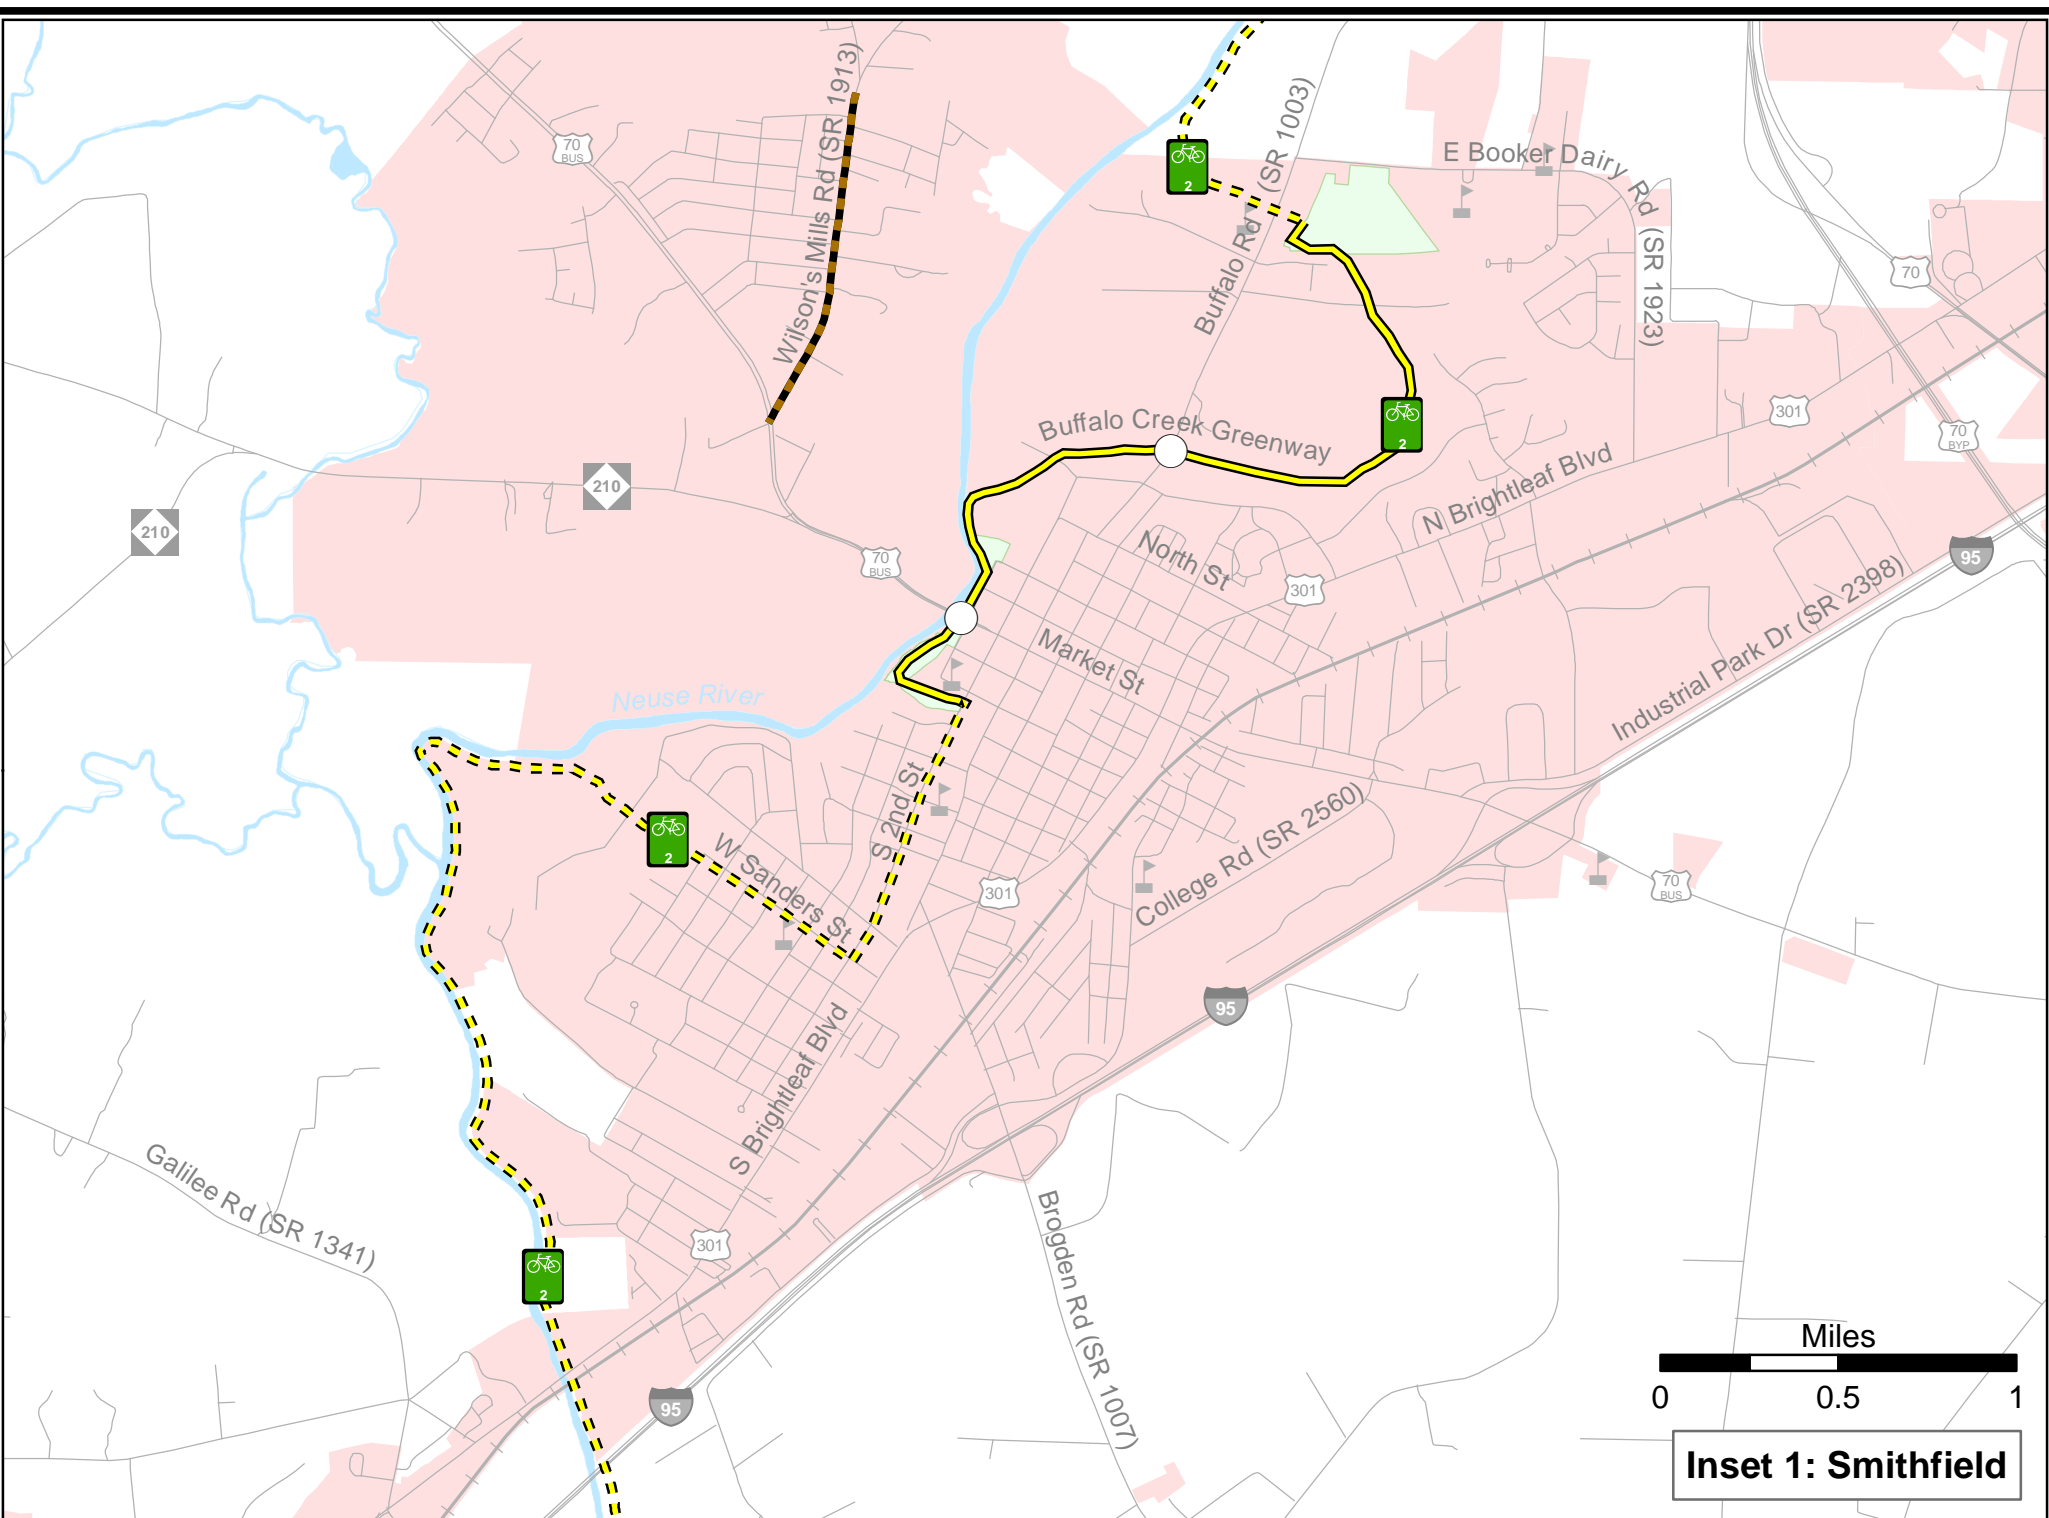 Wilson's Mills Rd (SR 1913)
70
BUS
Buffalo Rd (SR 1003)
E Booker Dairy Rd (SR 1923)
2
70
301
70
BYP
Buffalo Creek Greenway
2
N Brightleaf Blvd
210
210
70
BUS
North St
301
95
Industrial Park Dr (SR 2398)
Market St
Neuse River
S 2nd St
College Rd (SR 2560)
2
W Sanders St
301
70
BUS
95
S Brightleaf Blvd
Galilee Rd (SR 1341)
301
2
Brogden Rd (SR 1007)
95
Miles
0 0.5 1
Inset 1: Smithfield